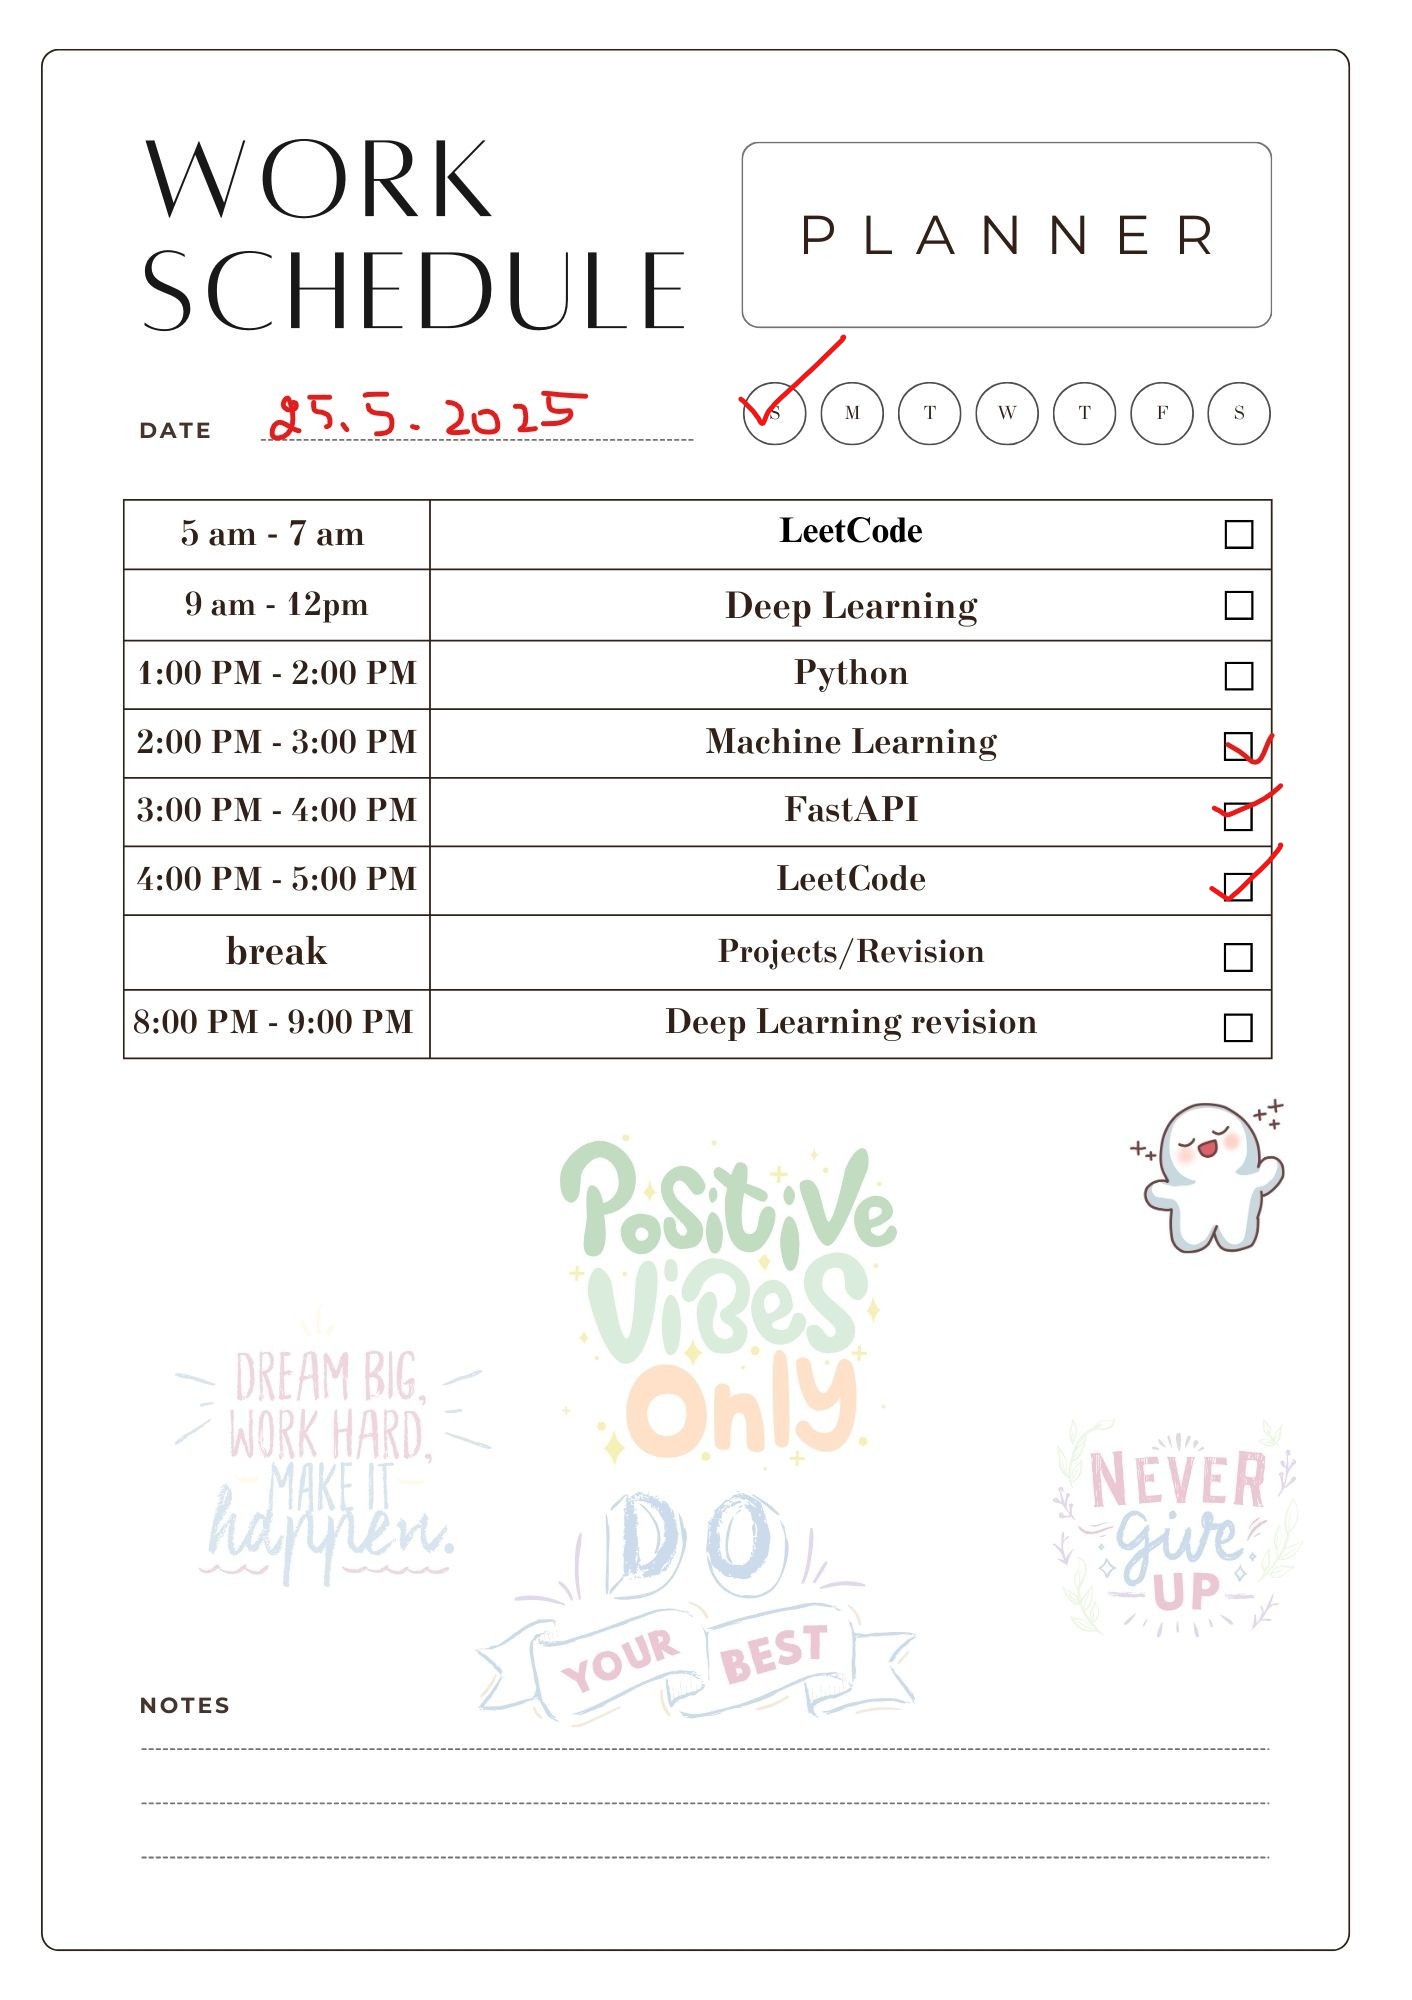 WORK
SCHEDULE
PLANNER
DATE 25.5.2025
S M T W T F S
5 am - 7 am LeetCode
9 am - 12pm Deep Learning
1:00 PM - 2:00 PM Python
2:00 PM - 3:00 PM Machine Learning
3:00 PM - 4:00 PM FastAPI
4:00 PM - 5:00 PM LeetCode
break Projects/Revision
8:00 PM - 9:00 PM Deep Learning revision
Positive
Vibes
Only
DREAM BIG,
WORK HARD,
MAKE IT
happen.
NEVER
give
UP
DO
YOUR BEST
NOTES